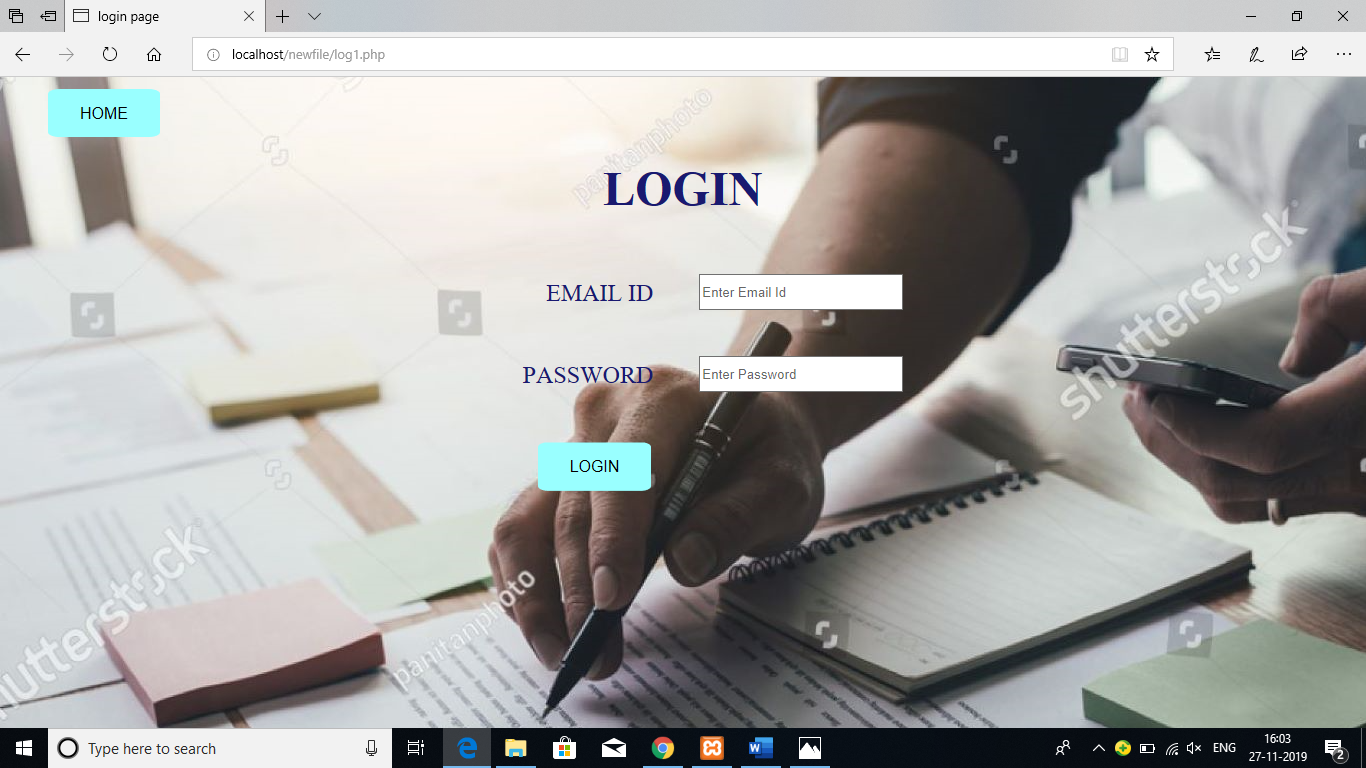 login page
localhost/newfile/log1.php
HOME
panitanphoto
LOGIN
shutterstock
EMAIL ID
Enter Email Id
PASSWORD
Enter Password
LOGIN
shutterstock
panitanphoto
Type here to search
ENG
16:03
27-11-2019
2